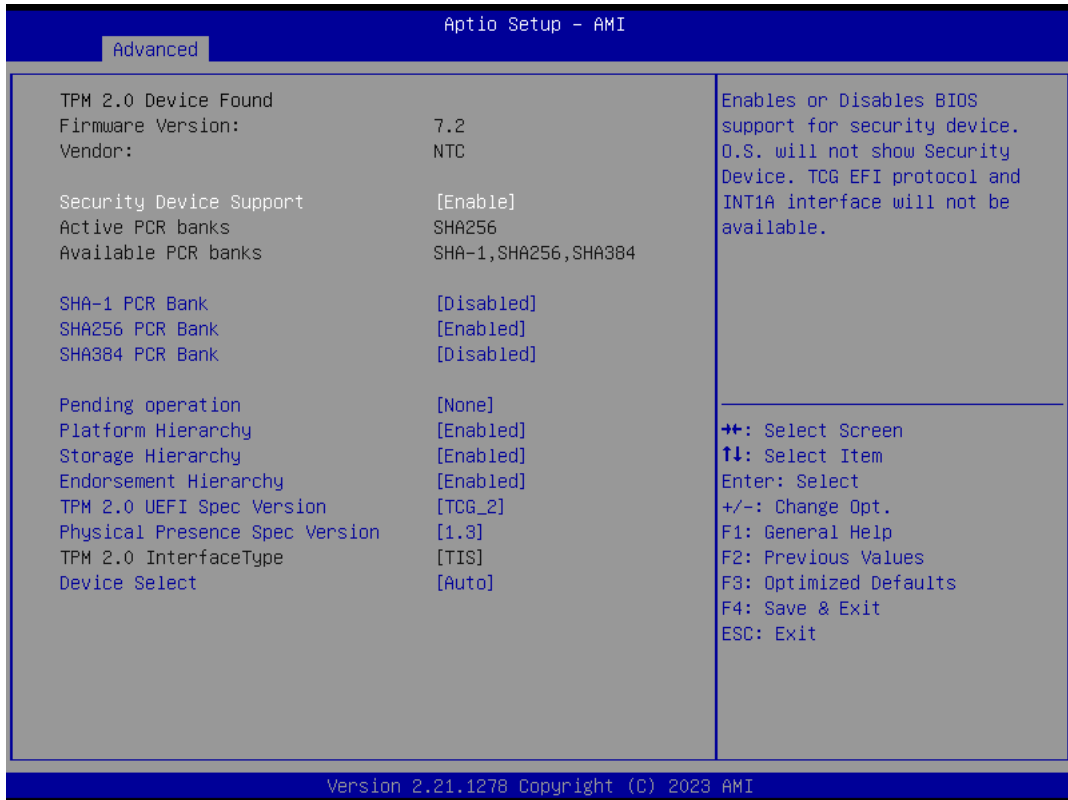 Aptio Setup – AMI
Advanced
TPM 2.0 Device Found
Firmware Version: 7.2
Vendor: NTC
Security Device Support [Enable]
Active PCR banks SHA256
Available PCR banks SHA-1,SHA256,SHA384
SHA-1 PCR Bank [Disabled]
SHA256 PCR Bank [Enabled]
SHA384 PCR Bank [Disabled]
Pending operation [None]
Platform Hierarchy [Enabled]
Storage Hierarchy [Enabled]
Endorsement Hierarchy [Enabled]
TPM 2.0 UEFI Spec Version [TCG_2]
Physical Presence Spec Version [1.3]
TPM 2.0 InterfaceType [TIS]
Device Select [Auto]
Enables or Disables BIOS
support for security device.
O.S. will not show Security
Device. TCG EFI protocol and
INT1A interface will not be
available.
→←: Select Screen
↑↓: Select Item
Enter: Select
+/-: Change Opt.
F1: General Help
F2: Previous Values
F3: Optimized Defaults
F4: Save & Exit
ESC: Exit
Version 2.21.1278 Copyright (C) 2023 AMI